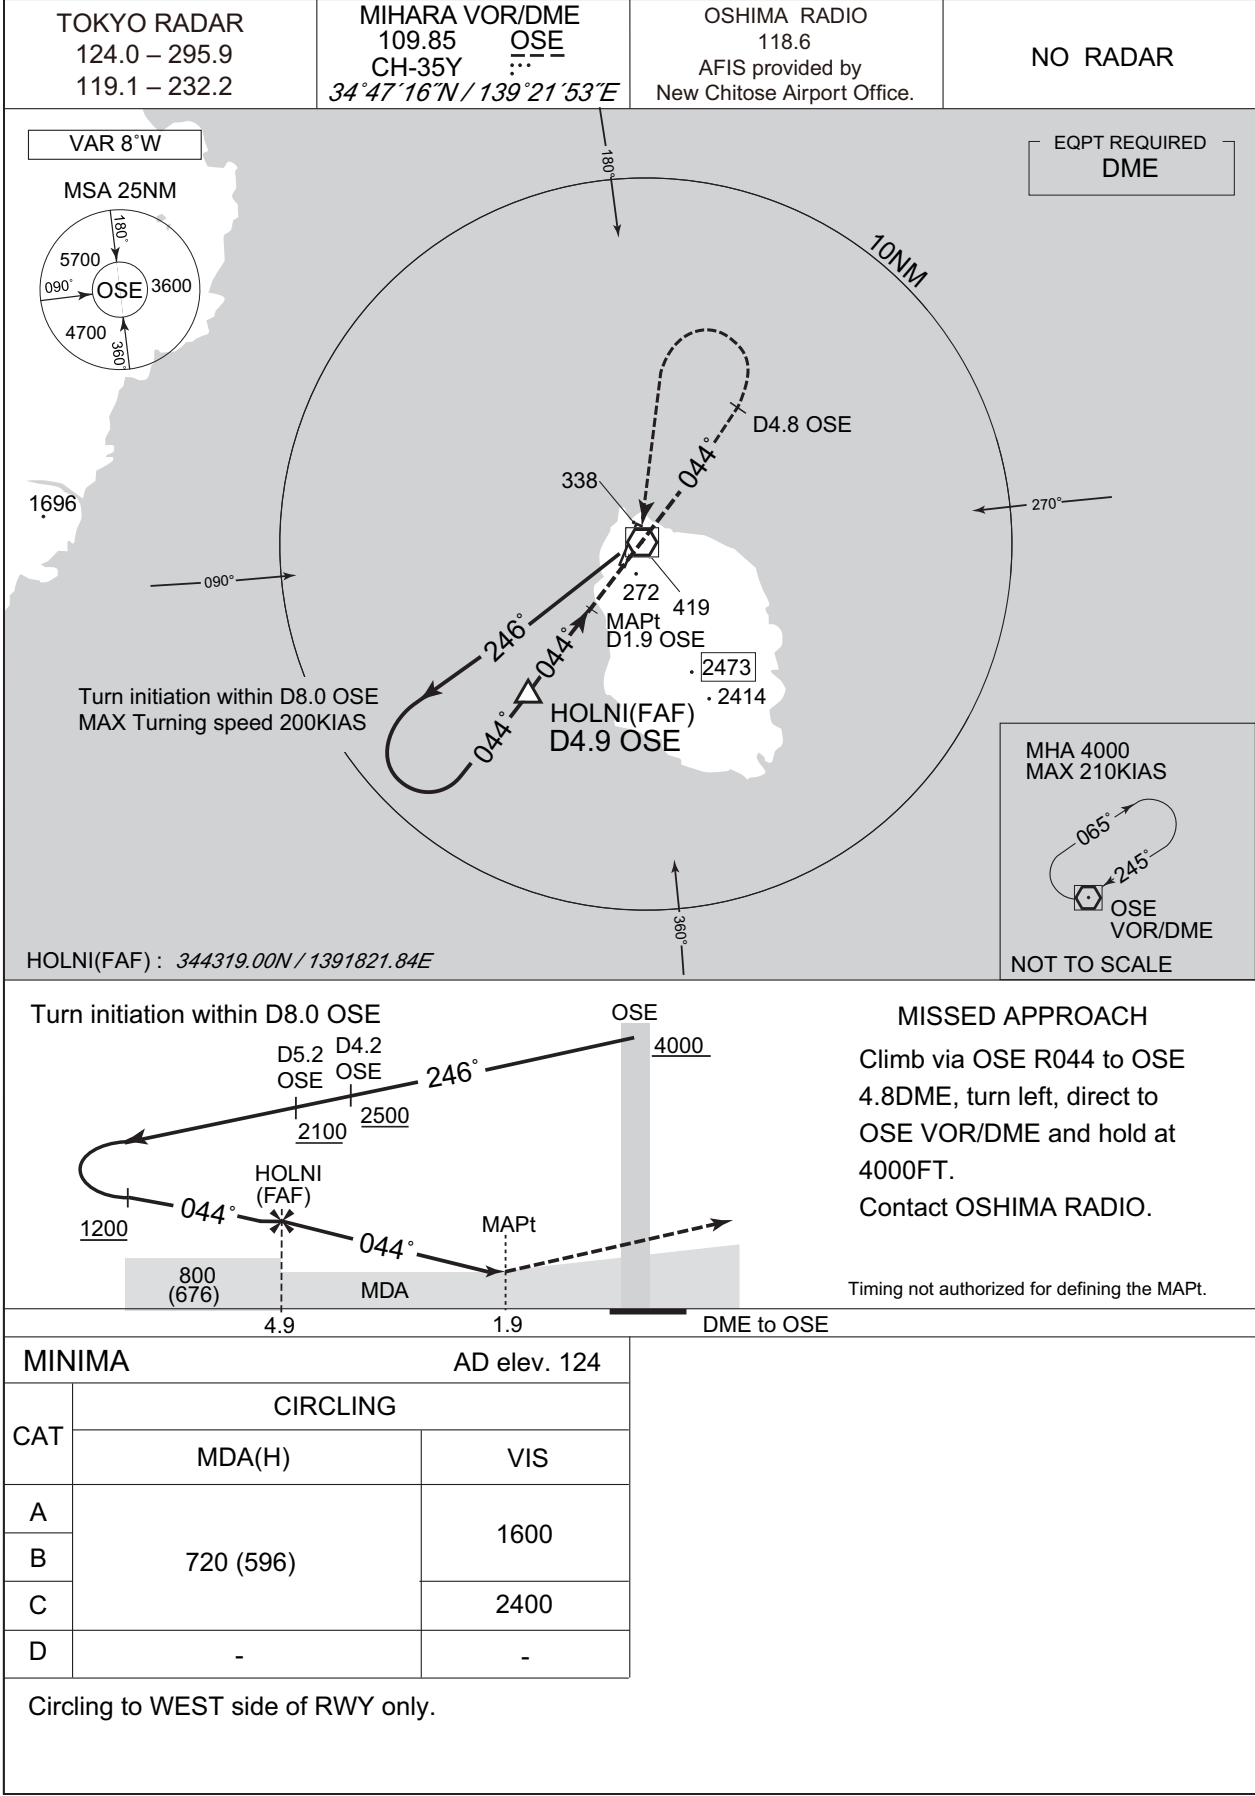 TOKYO RADAR
124.0 – 295.9
119.1 – 232.2
MIHARA VOR/DME
109.85 OSE
CH-35Y
34˚47´16˝N / 139˚21´53˝E
OSHIMA RADIO
118.6
AFIS provided by
New Chitose Airport Office.
NO RADAR
VAR 8˚W
MSA 25NM
180˚
5700
090˚
OSE
3600
4700
360˚
EQPT REQUIRED
DME
180˚
10NM
D4.8 OSE
044˚
338
1696
270˚
090˚
272
419
MAPt
D1.9 OSE
246˚
044˚
2473
2414
Turn initiation within D8.0 OSE
MAX Turning speed 200KIAS
HOLNI(FAF)
D4.9 OSE
044˚
360˚
MHA 4000
MAX 210KIAS
065˚
245˚
OSE
VOR/DME
NOT TO SCALE
HOLNI(FAF) : 344319.00N / 1391821.84E
Turn initiation within D8.0 OSE
OSE
D5.2
OSE
D4.2
OSE
246˚
4000
2500
2100
HOLNI
(FAF)
044˚
1200
044˚
MAPt
800
(676)
MDA
4.9
1.9
DME to OSE
MISSED APPROACH
Climb via OSE R044 to OSE
4.8DME, turn left, direct to
OSE VOR/DME and hold at
4000FT.
Contact OSHIMA RADIO.
Timing not authorized for defining the MAPt.
MINIMA AD elev. 124
CAT
CIRCLING
MDA(H) VIS
A
B
C
D
720 (596)
1600
2400
- -
Circling to WEST side of RWY only.